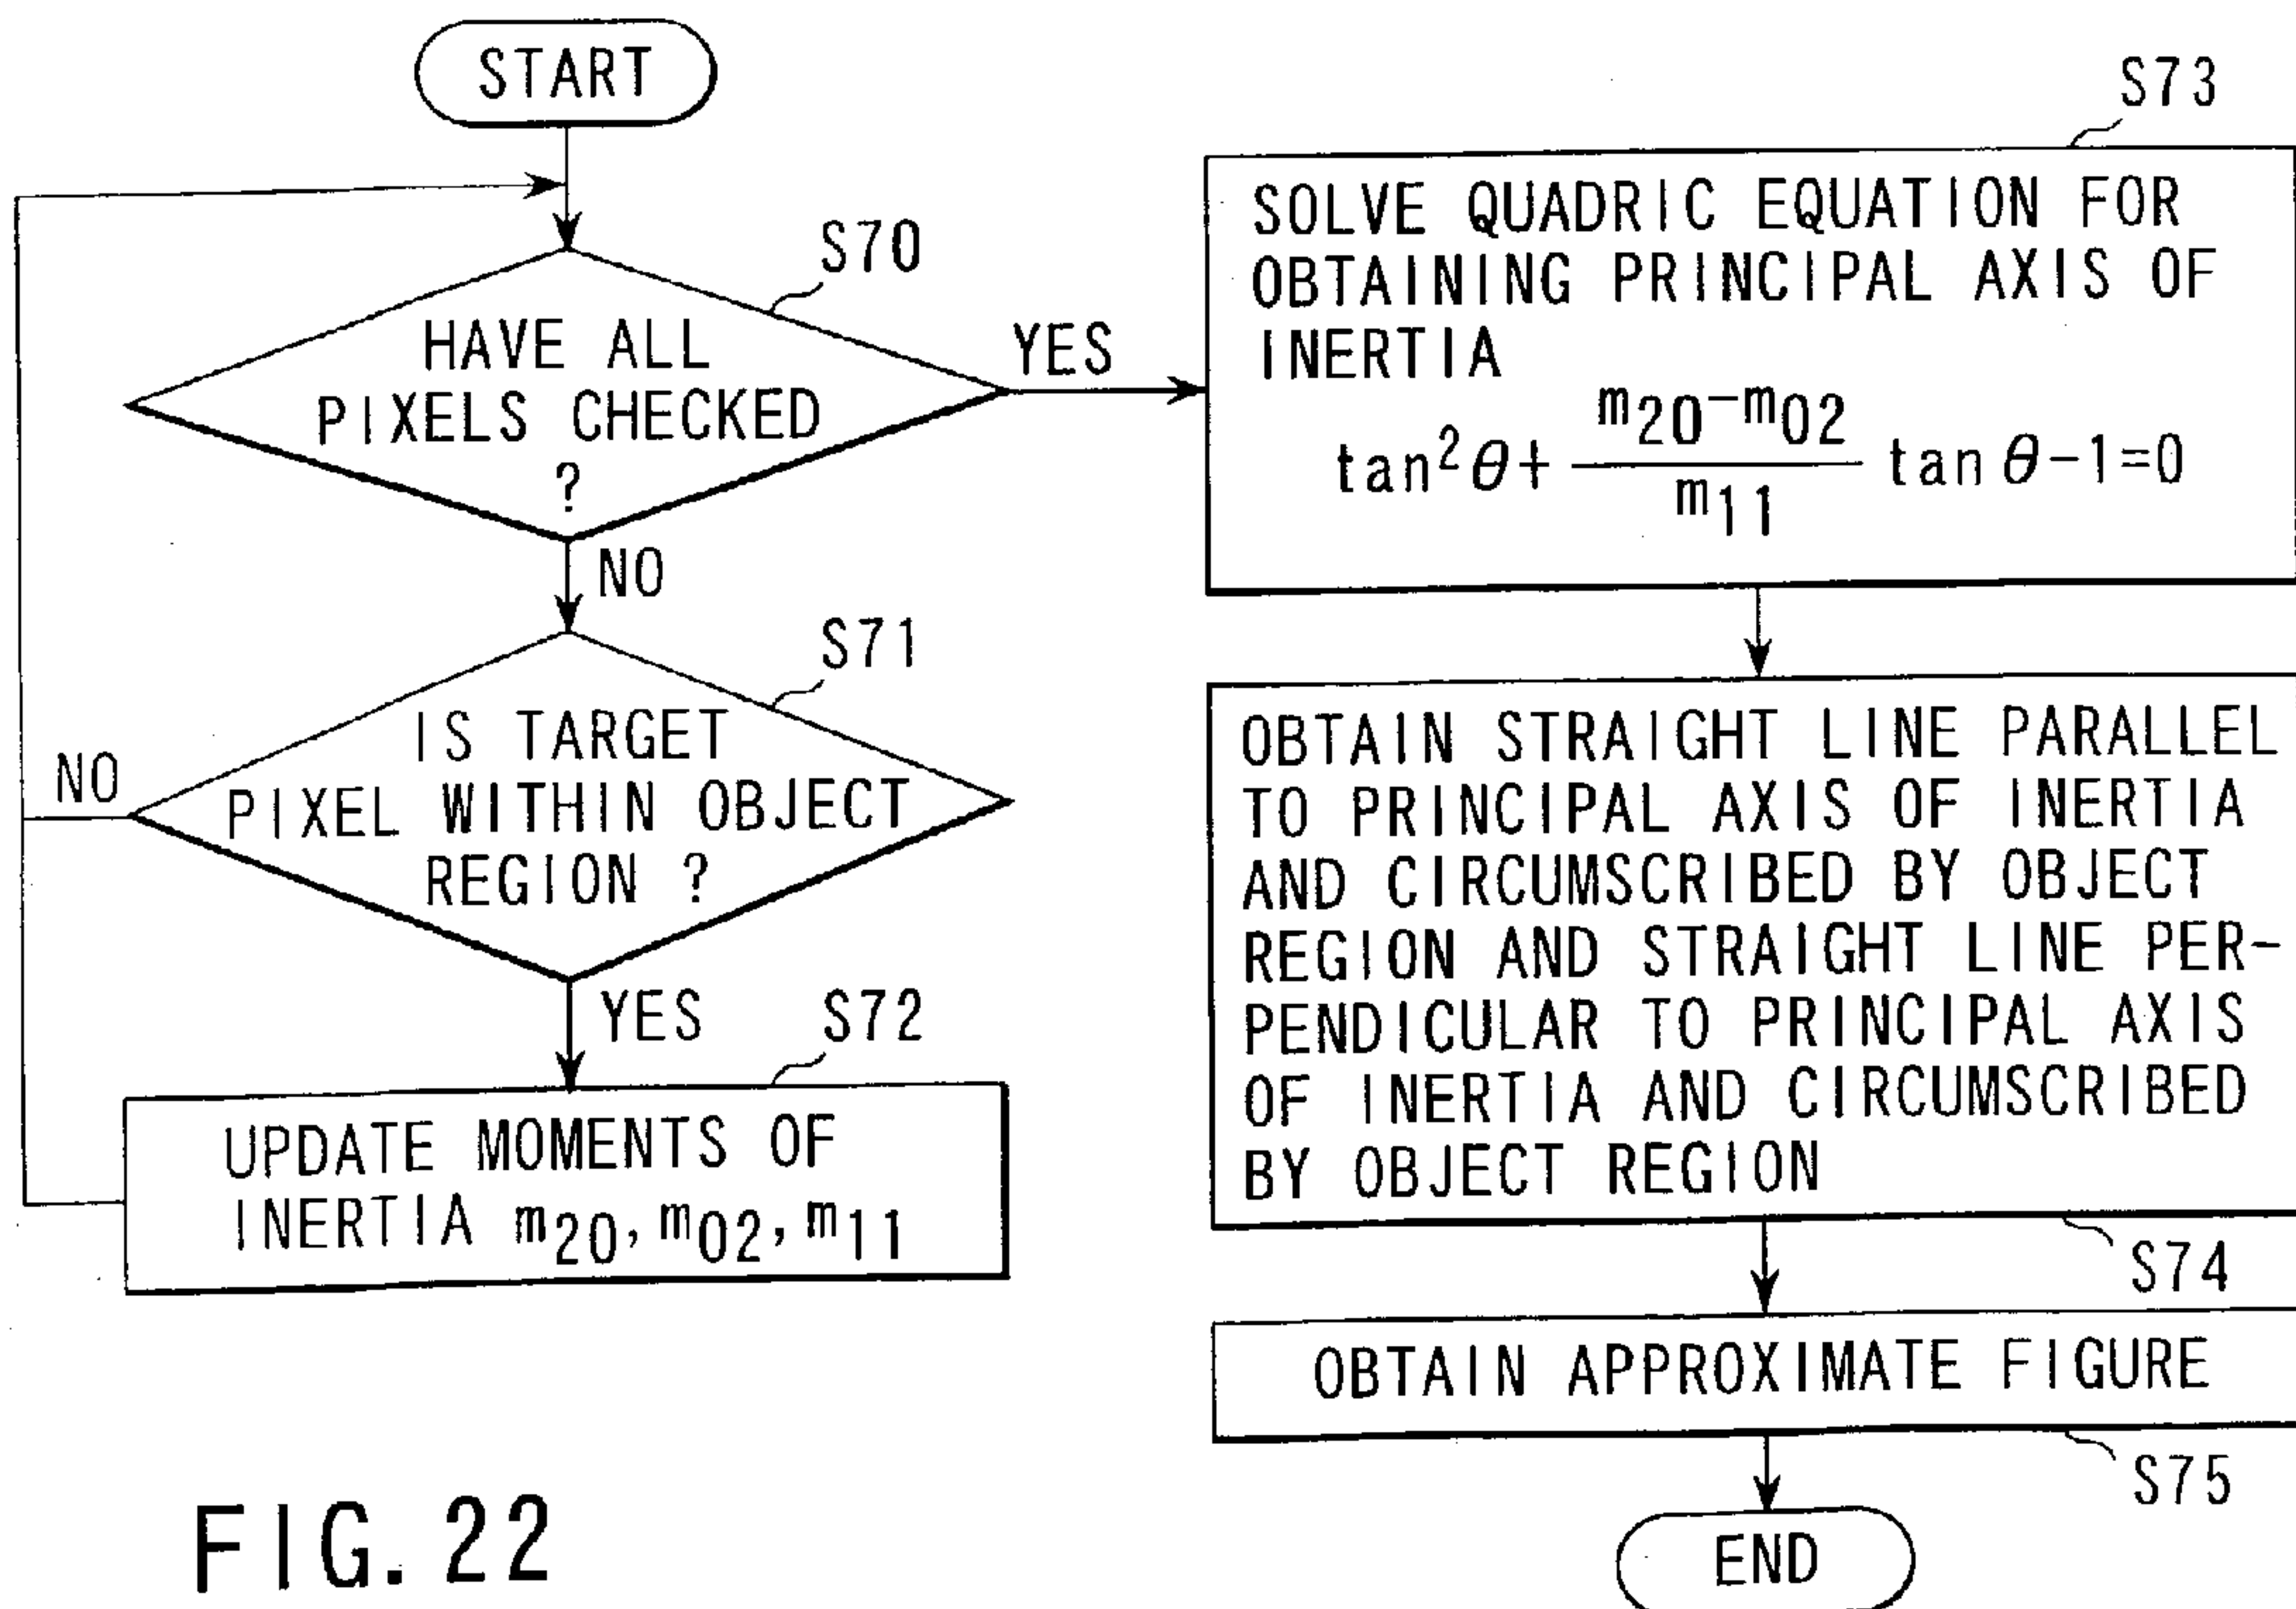 START
S70
HAVE ALL
PIXELS CHECKED
?
YES
NO
S71
IS TARGET
PIXEL WITHIN OBJECT
REGION ?
NO
YES
S72
UPDATE MOMENTS OF
INERTIA m20, m02, m11
S73
SOLVE QUADRIC EQUATION FOR
OBTAINING PRINCIPAL AXIS OF
INERTIA
tan²θ+ (m20-m02)/m11 tan θ-1=0
OBTAIN STRAIGHT LINE PARALLEL
TO PRINCIPAL AXIS OF INERTIA
AND CIRCUMSCRIBED BY OBJECT
REGION AND STRAIGHT LINE PER-
PENDICULAR TO PRINCIPAL AXIS
OF INERTIA AND CIRCUMSCRIBED
BY OBJECT REGION
S74
OBTAIN APPROXIMATE FIGURE
S75
END
FIG. 22